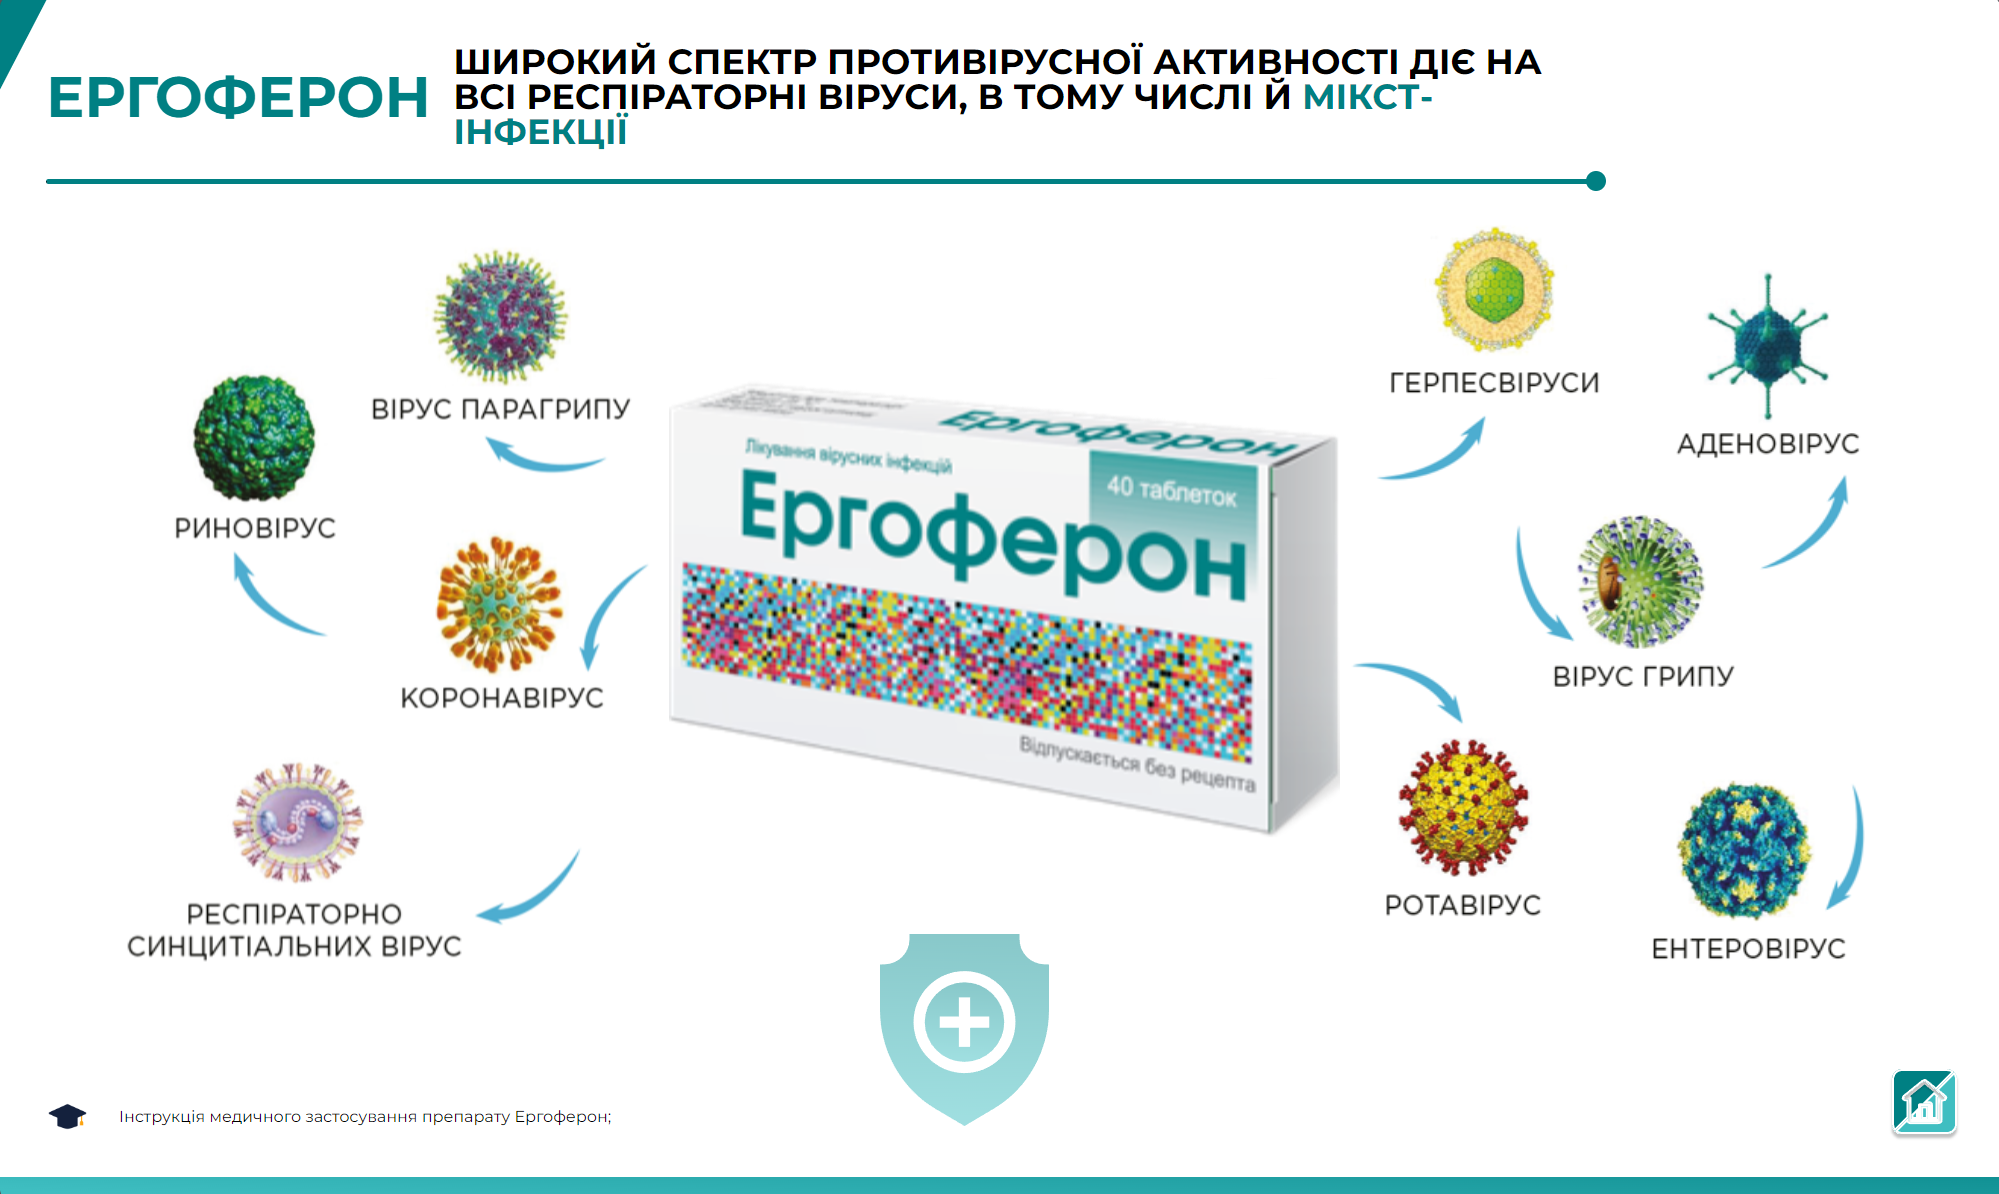 ЕРГОФЕРОН
ШИРОКИЙ СПЕКТР ПРОТИВІРУСНОЇ АКТИВНОСТІ ДІЄ НА
ВСІ РЕСПІРАТОРНІ ВІРУСИ, В ТОМУ ЧИСЛІ Й МІКСТ-
ІНФЕКЦІЇ
ВІРУС ПАРАГРИПУ
РИНОВІРУС
КОРОНАВІРУС
РЕСПІРАТОРНО
СИНЦИТІАЛЬНИХ ВІРУС
Ергоферон
Лікування вірусних інфекцій
40 таблеток
Ергоферон
Відпускається без рецепта
ГЕРПЕСВІРУСИ
АДЕНОВІРУС
ВІРУС ГРИПУ
РОТАВІРУС
ЕНТЕРОВІРУС
Інструкція медичного застосування препарату Ергоферон;